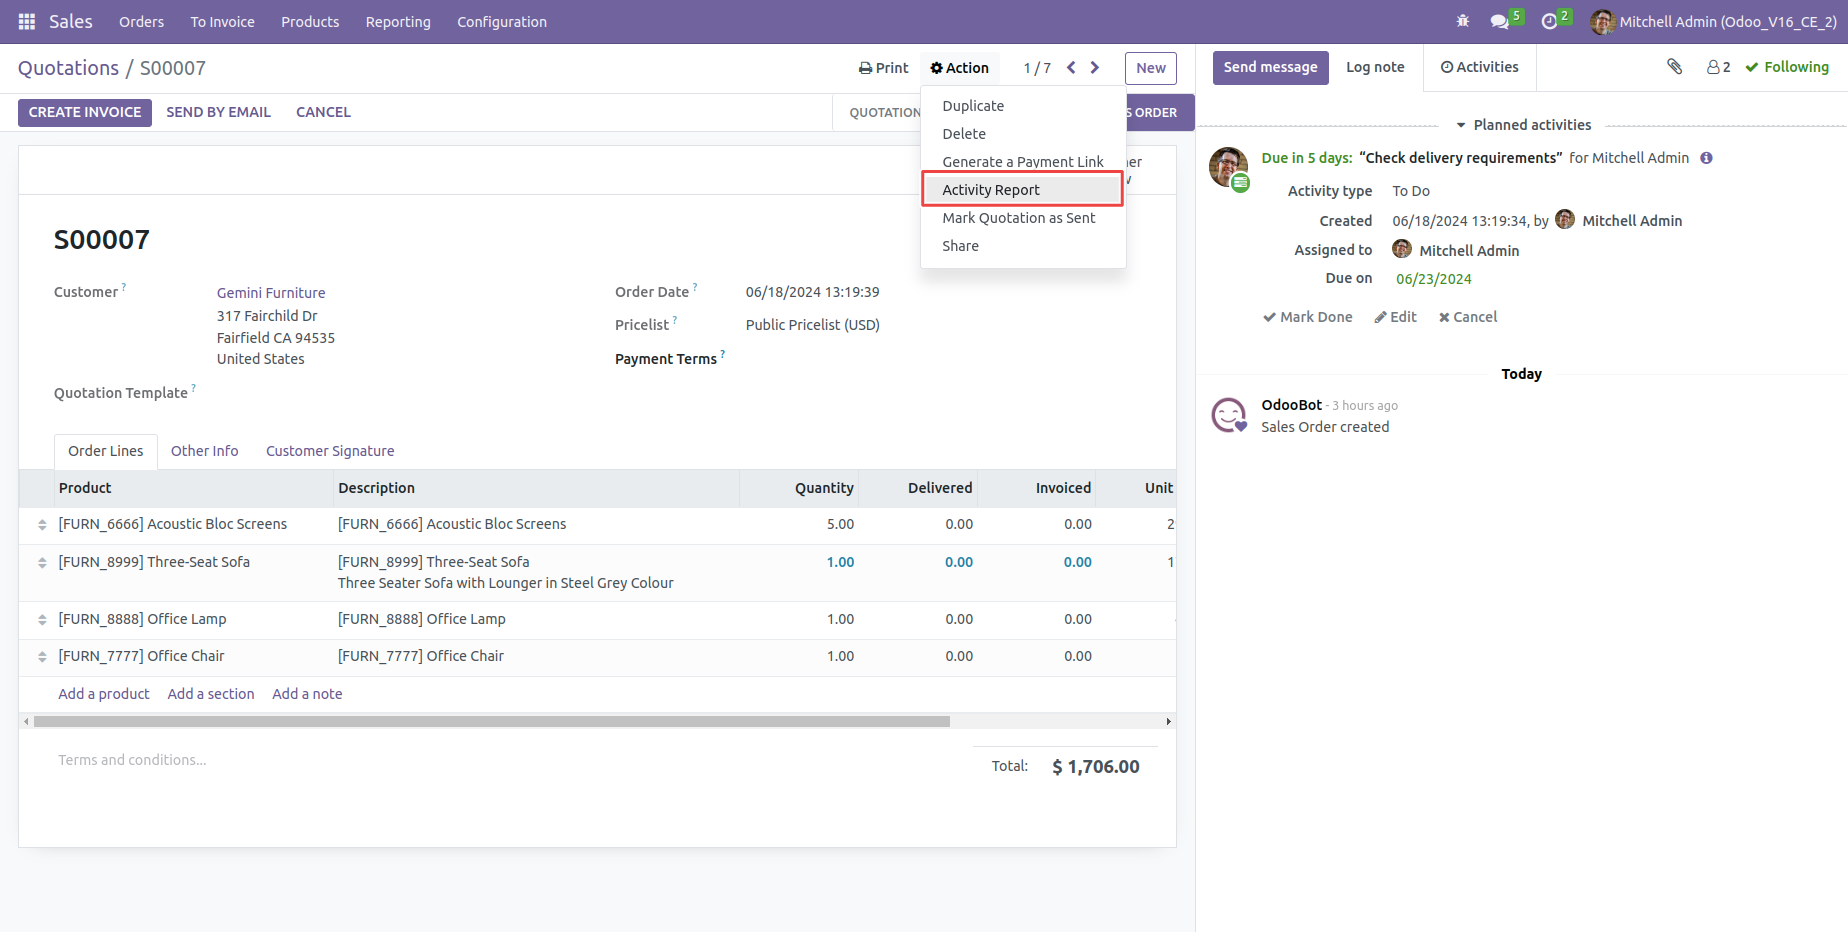 Sales Orders To Invoice Products Reporting Configuration 5 2 Mitchell Admin (Odoo_V16_CE_2)
Quotations / S00007 Print Action 1 / 7 New
CREATE INVOICE SEND BY EMAIL CANCEL QUOTATION S ORDER
Duplicate
Delete
Generate a Payment Link
Activity Report
Mark Quotation as Sent
Share
S00007
Customer ? Gemini Furniture
317 Fairchild Dr
Fairfield CA 94535
United States
Quotation Template ?
Order Date ? 06/18/2024 13:19:39
Pricelist ? Public Pricelist (USD)
Payment Terms ?
Order Lines Other Info Customer Signature
Product Description Quantity Delivered Invoiced Unit
[FURN_6666] Acoustic Bloc Screens [FURN_6666] Acoustic Bloc Screens 5.00 0.00 0.00 2
[FURN_8999] Three-Seat Sofa [FURN_8999] Three-Seat Sofa 1.00 0.00 0.00 1
Three Seater Sofa with Lounger in Steel Grey Colour
[FURN_8888] Office Lamp [FURN_8888] Office Lamp 1.00 0.00 0.00
[FURN_7777] Office Chair [FURN_7777] Office Chair 1.00 0.00 0.00
Add a product Add a section Add a note
Terms and conditions...
Total: $ 1,706.00
Send message Log note Activities 2 Following
Planned activities
Due in 5 days: “Check delivery requirements” for Mitchell Admin
Activity type To Do
Created 06/18/2024 13:19:34, by Mitchell Admin
Assigned to Mitchell Admin
Due on 06/23/2024
Mark Done Edit Cancel
Today
OdooBot - 3 hours ago
Sales Order created